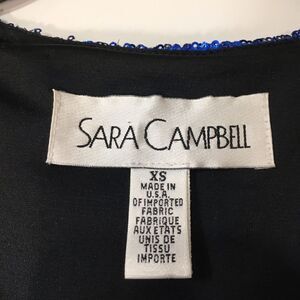 SARA CAMPBELL
XS
MADE IN
U.S.A.
OF IMPORTED
FABRIC
FABRIQUE
AUX ETATS
UNIS DE
TISSU
IMPORTE